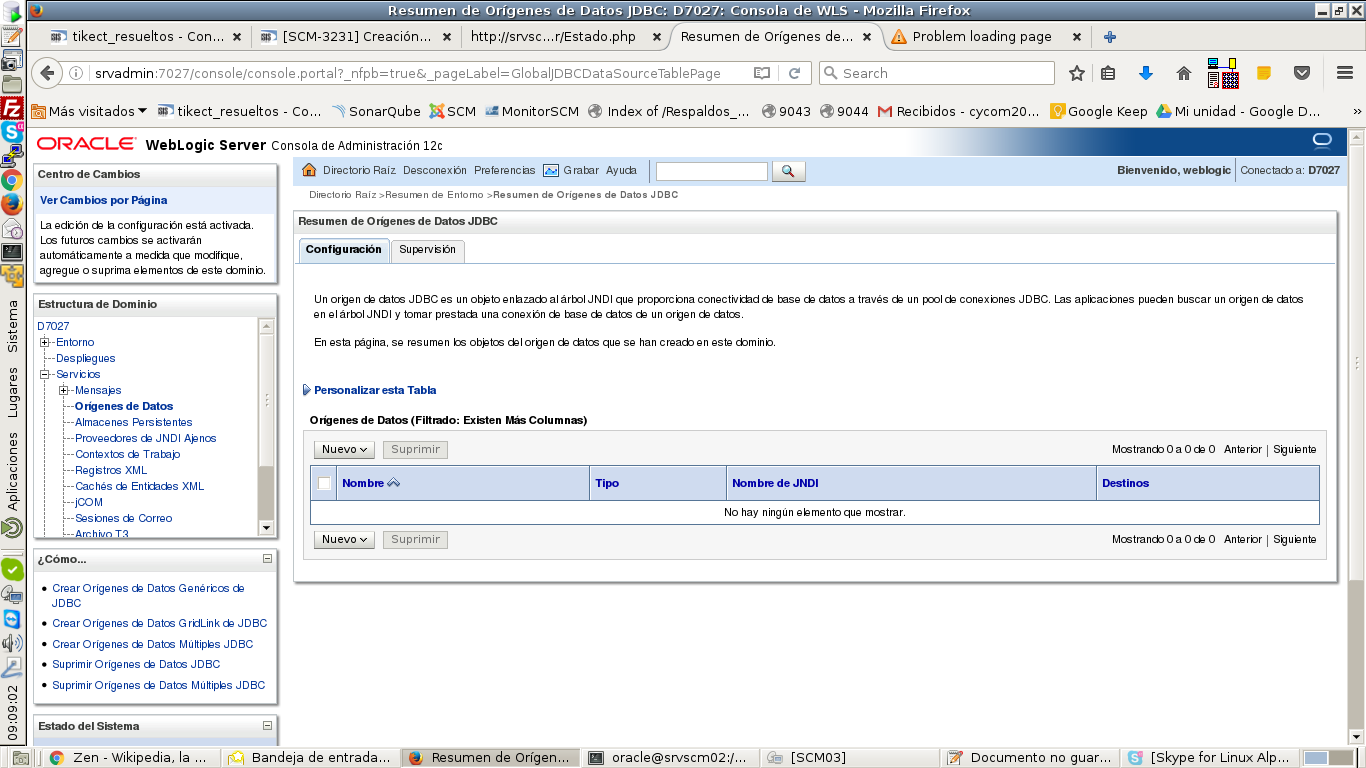 Resumen de Orígenes de Datos JDBC: D7027: Consola de WLS - Mozilla Firefox
tikect_resueltos - Con...
[SCM-3231] Creación...
http://srvsc...r/Estado.php
Resumen de Orígenes de...
Problem loading page
srvadmin:7027/console/console.portal?_nfpb=true&_pageLabel=GlobalJDBCDataSourceTablePage
Search
Más visitados
tikect_resueltos - Co...
SonarQube
SCM
MonitorSCM
Index of /Respaldos_...
9043
9044
Recibidos - cycom20...
Google Keep
Mi unidad - Google D...
»
ORACLE WebLogic Server Consola de Administración 12c
Centro de Cambios
Ver Cambios por Página
La edición de la configuración está activada.
Los futuros cambios se activarán
automáticamente a medida que modifique,
agregue o suprima elementos de este dominio.
Estructura de Dominio
D7027
Entorno
Despliegues
Servicios
Mensajes
Orígenes de Datos
Almacenes Persistentes
Proveedores de JNDI Ajenos
Contextos de Trabajo
Registros XML
Cachés de Entidades XML
jCOM
Sesiones de Correo
Archivo T3
¿Cómo...
Crear Orígenes de Datos Genéricos de
JDBC
Crear Orígenes de Datos GridLink de JDBC
Crear Orígenes de Datos Múltiples JDBC
Suprimir Orígenes de Datos JDBC
Suprimir Orígenes de Datos Múltiples JDBC
Estado del Sistema
Directorio Raíz Desconexión Preferencias Grabar Ayuda
Bienvenido, weblogic
Conectado a: D7027
Directorio Raíz >Resumen de Entorno >Resumen de Orígenes de Datos JDBC
Resumen de Orígenes de Datos JDBC
Configuración
Supervisión
Un origen de datos JDBC es un objeto enlazado al árbol JNDI que proporciona conectividad de base de datos a través de un pool de conexiones JDBC. Las aplicaciones pueden buscar un origen de datos
en el árbol JNDI y tomar prestada una conexión de base de datos de un origen de datos.
En esta página, se resumen los objetos del origen de datos que se han creado en este dominio.
Personalizar esta Tabla
Orígenes de Datos (Filtrado: Existen Más Columnas)
Nuevo
Suprimir
Mostrando 0 a 0 de 0 Anterior | Siguiente
Nombre
Tipo
Nombre de JNDI
Destinos
No hay ningún elemento que mostrar.
Nuevo
Suprimir
Mostrando 0 a 0 de 0 Anterior | Siguiente
Sistema
Lugares
Aplicaciones
09:09:02
Zen - Wikipedia, la ...
Bandeja de entrada...
Resumen de Orígen...
oracle@srvscm02:/...
[SCM03]
Documento no guar...
[Skype for Linux Alp...